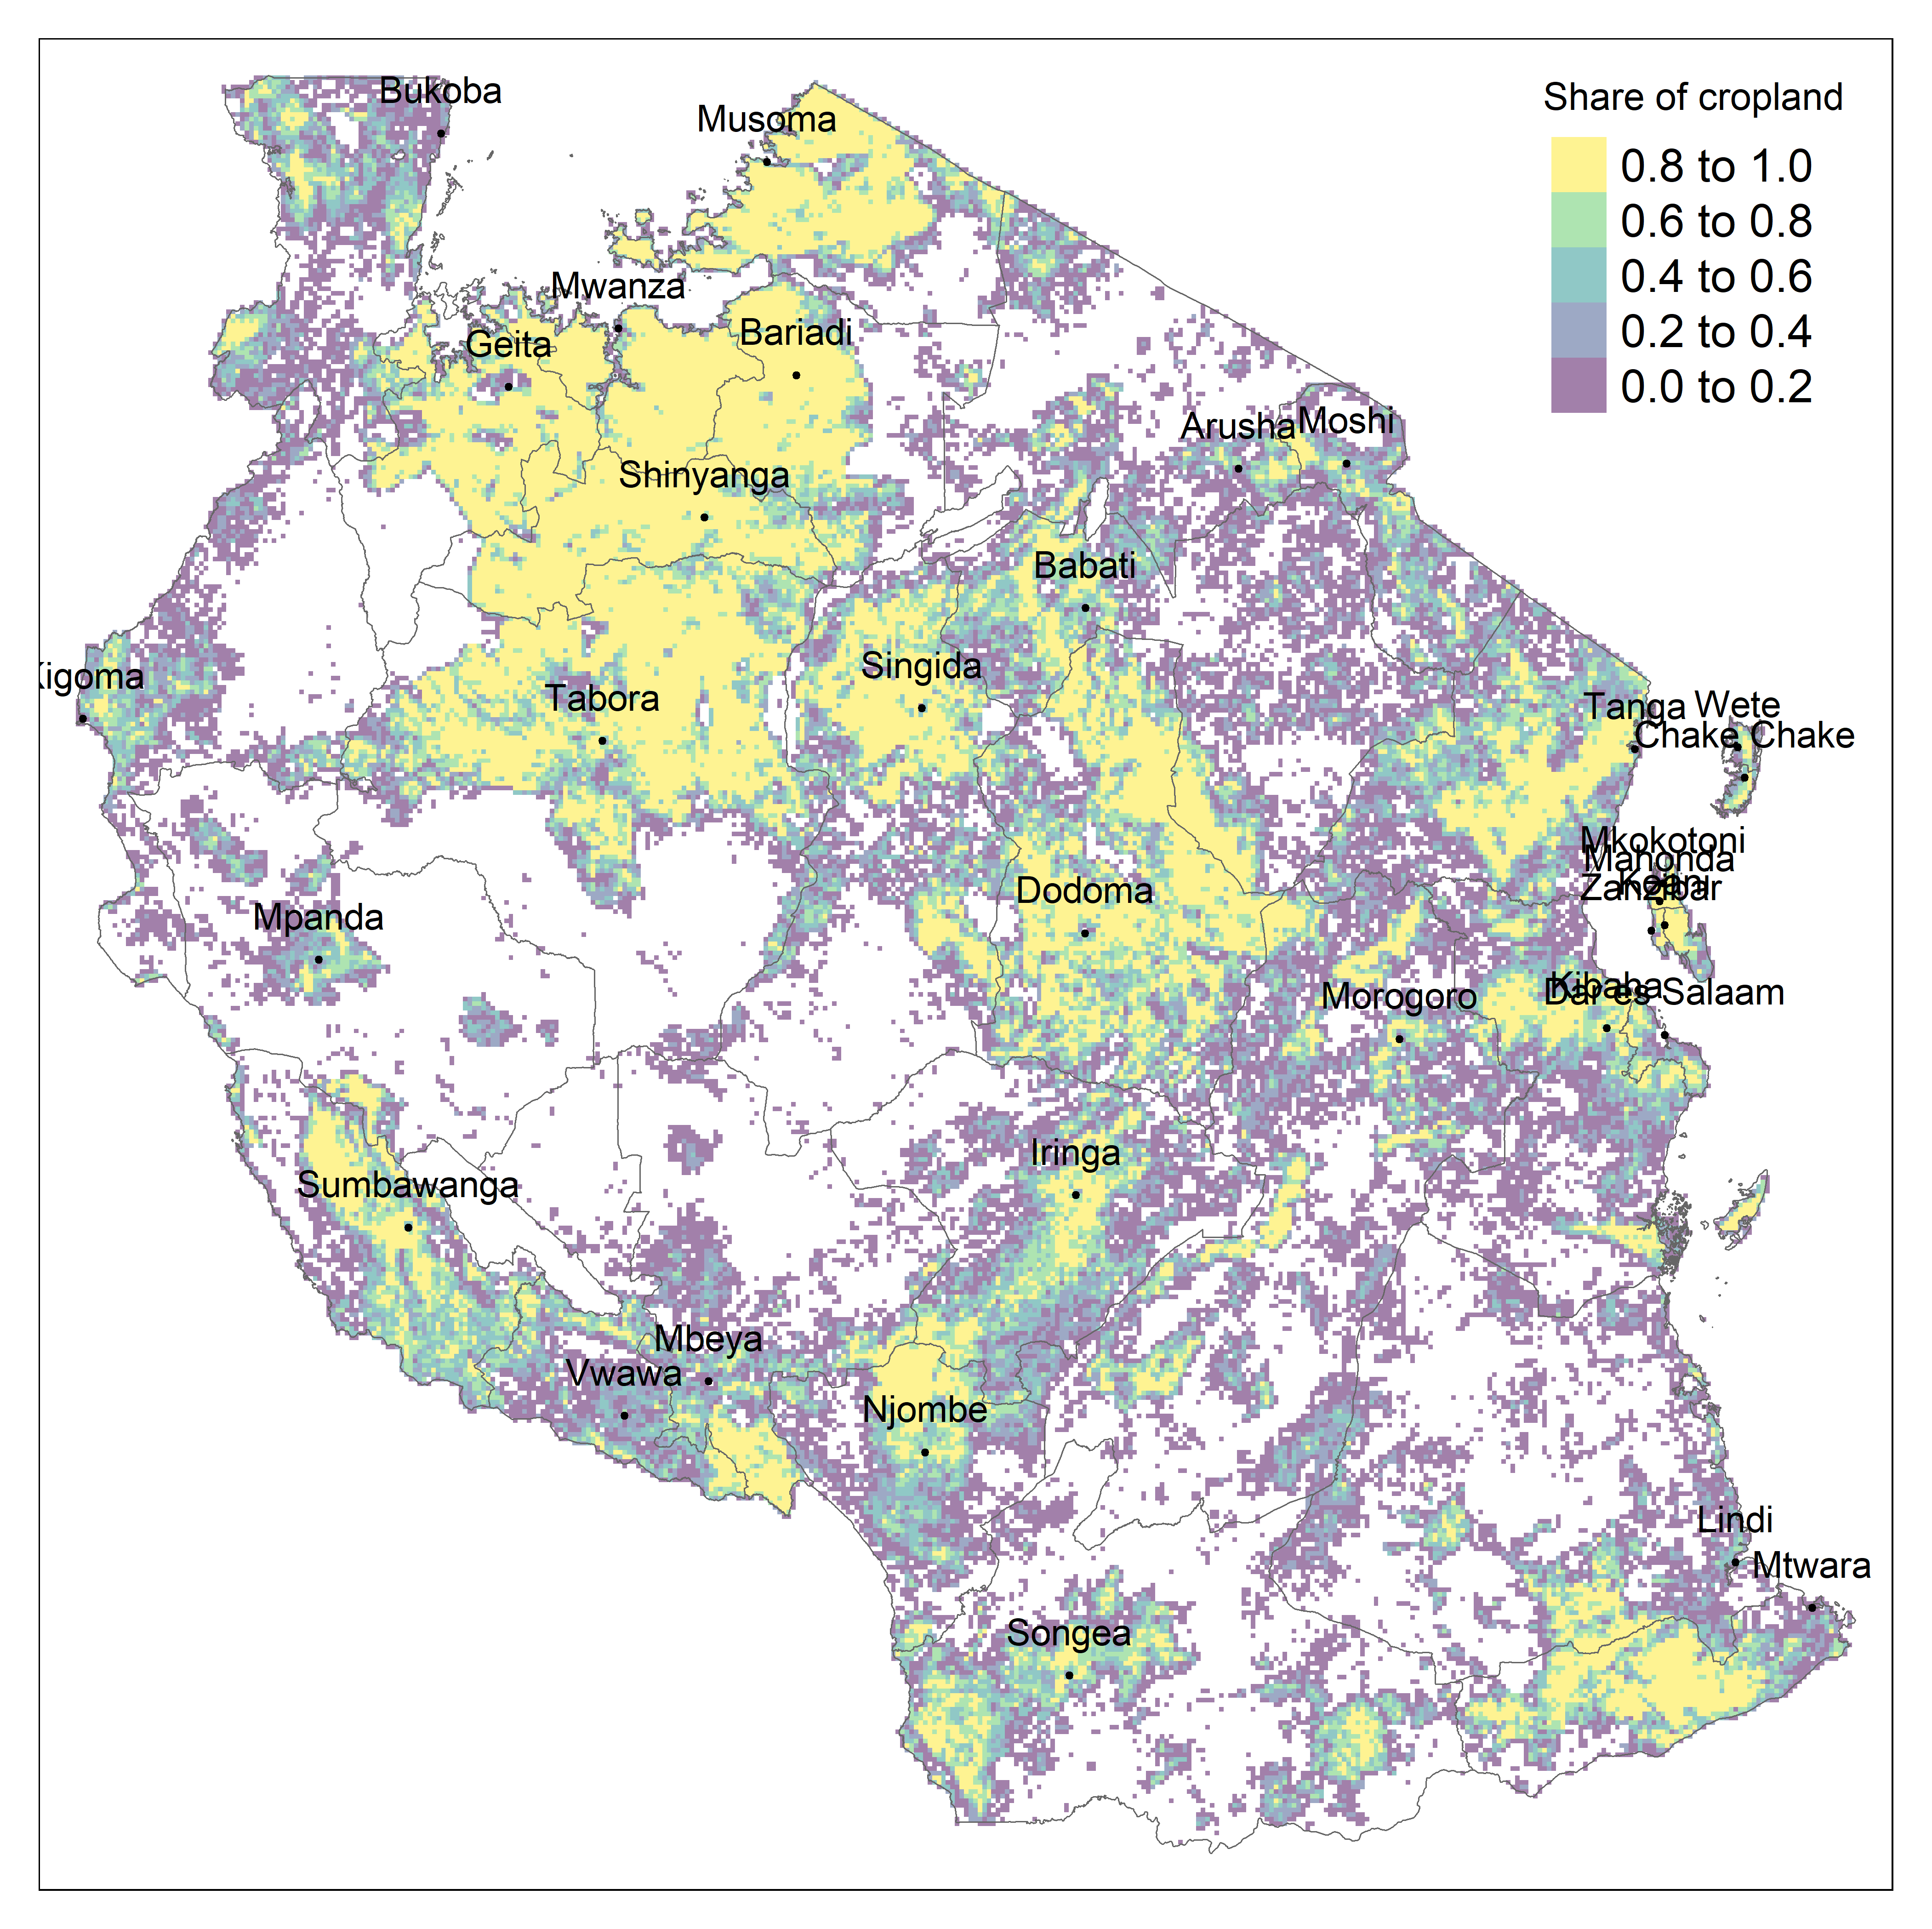 Bukoba
Musoma
Share of cropland
0.8 to 1.0
0.6 to 0.8
0.4 to 0.6
0.2 to 0.4
0.0 to 0.2
Mwanza
Bariadi
Geita
Arusha
Moshi
Shinyanga
Babati
Singida
Kigoma
Tabora
Tanga
Wete
Chake Chake
Mkokotoni
Mahonda
Koani
Zanzibar
Dodoma
Mpanda
Morogoro
Kibaha
Dar es Salaam
Iringa
Sumbawanga
Mbeya
Vwawa
Njombe
Lindi
Mtwara
Songea